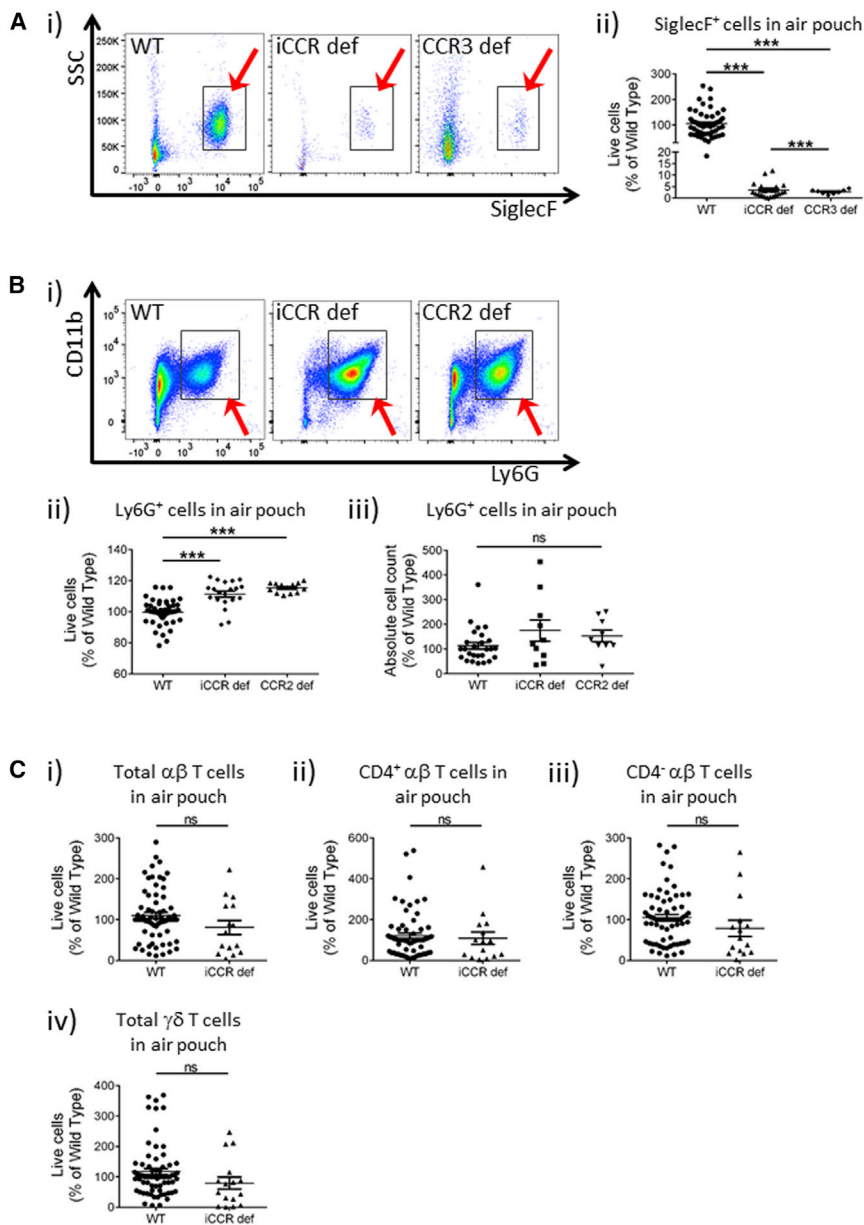 A
i)
WT
iCCR def
CCR3 def
SSC
250K
200K
150K
100K
50K
0
-10³ 0 10³ 10⁴ 10⁵
SiglecF
ii)
SiglecF⁺ cells in air pouch
***
***
***
Live cells
(% of Wild Type)
300
200
100
20
15
10
5
0
WT iCCR def CCR3 def
B
i)
WT
iCCR def
CCR2 def
CD11b
10⁵
10⁴
10³
0
-10³ 0 10³ 10⁴ 10⁵
Ly6G
ii)
Ly6G⁺ cells in air pouch
***
***
Live cells
(% of Wild Type)
140
120
100
80
60
WT iCCR def CCR2 def
iii)
Ly6G⁺ cells in air pouch
ns
Absolute cell count
(% of Wild Type)
500
400
300
200
100
0
WT iCCR def CCR2 def
C
i)
Total αβ T cells
in air pouch
ns
Live cells
(% of Wild Type)
300
200
100
0
WT iCCR def
ii)
CD4⁺ αβ T cells in
air pouch
ns
Live cells
(% of Wild Type)
600
400
200
0
WT iCCR def
iii)
CD4⁻ αβ T cells
in air pouch
ns
Live cells
(% of Wild Type)
300
200
100
0
WT iCCR def
iv)
Total γδ T cells
in air pouch
ns
Live cells
(% of Wild Type)
400
300
200
100
0
WT iCCR def